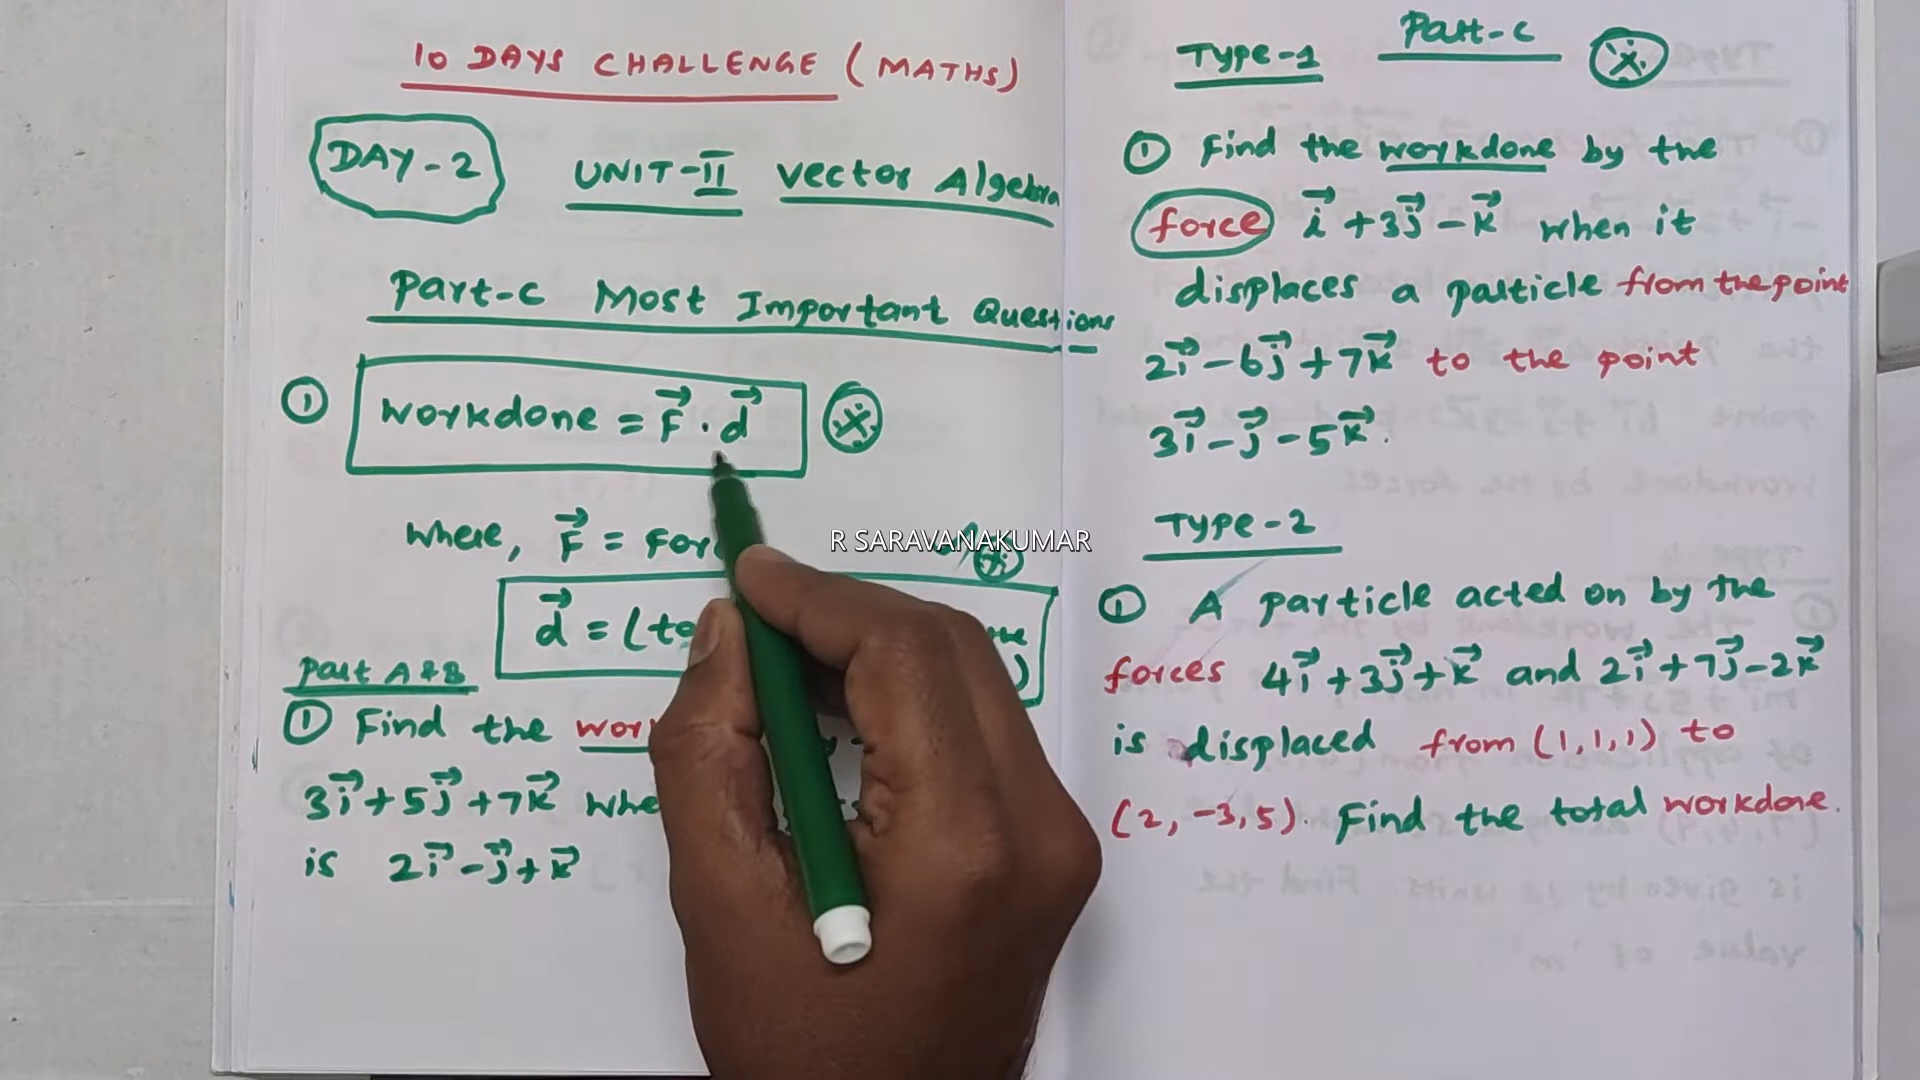 10 DAYS CHALLENGE (MATHS)
DAY-2
UNIT-II Vector Algebra
Part-C Most Important Questions
① Workdone = F⃗ · d⃗
where, F⃗ = For
d⃗ = (to
Part A & B
① Find the wor
3i⃗ + 5j⃗ + 7k⃗ whe
is 2i⃗ - j⃗ + k⃗
R SARAVANAKUMAR
Part-C
Type-1
① Find the workdone by the
force i⃗ + 3j⃗ - k⃗ when it
displaces a particle from the point
2i⃗ - 6j⃗ + 7k⃗ to the point
3i⃗ - j⃗ - 5k⃗.
Type-2
① A particle acted on by the
forces 4i⃗ + 3j⃗ + k⃗ and 2i⃗ + 7j⃗ - 2k⃗
is displaced from (1,1,1) to
(2,-3,5). Find the total workdone.